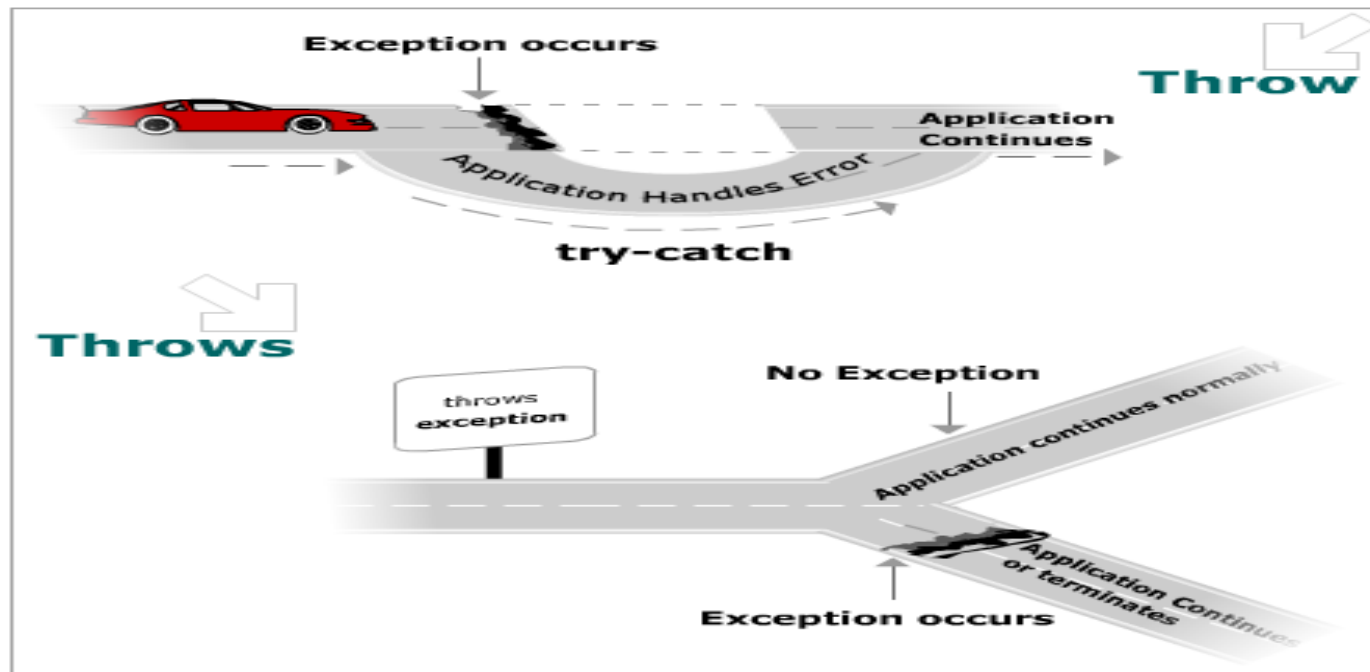 Exception occurs
Throw
Application
Continues
Application Handles Error
try-catch
Throws
throws
exception
No Exception
Application continues normally
Application Continues
or terminates
Exception occurs